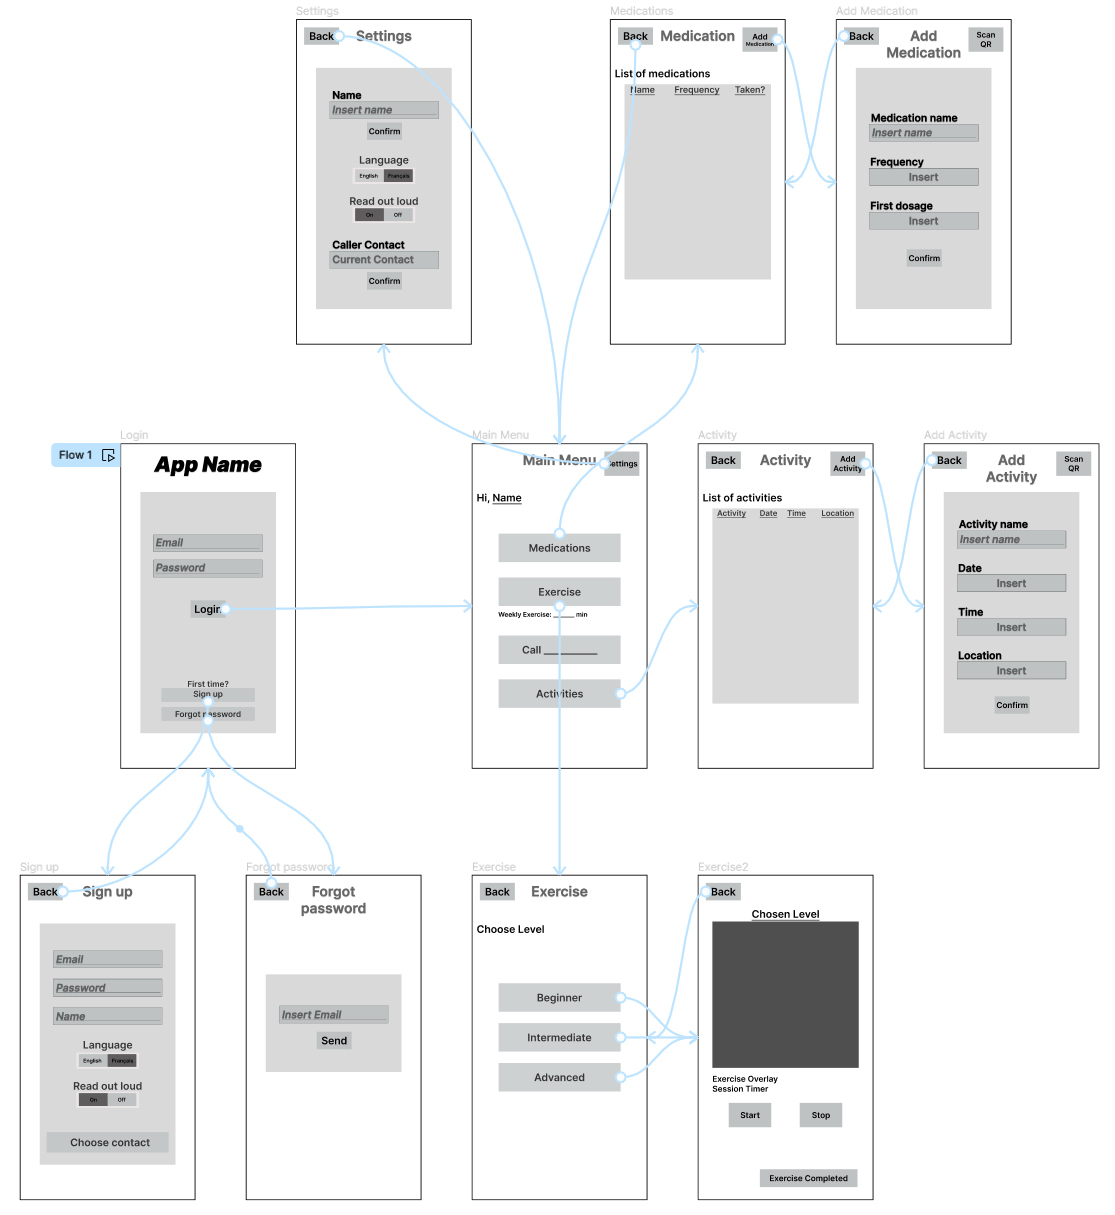 Settings
Back
Settings
Name
Insert name
Confirm
Language
English Français
Read out loud
On Off
Caller Contact
Current Contact
Confirm
Medications
Back
Medication
Add
Medication
List of medications
Name Frequency Taken?
Add Medication
Back
Add
Medication
Scan
QR
Medication name
Insert name
Frequency
Insert
First dosage
Insert
Confirm
Flow 1
Login
App Name
Email
Password
Login
First time?
Sign up
Forgot password
Main Menu
Main Menu
Settings
Hi, Name
Medications
Exercise
Weekly Exercise: ______ min
Call __________
Activities
Activity
Back
Activity
Add
Activity
List of activities
Activity Date Time Location
Add Activity
Back
Add
Activity
Scan
QR
Activity name
Insert name
Date
Insert
Time
Insert
Location
Insert
Confirm
Sign up
Back
Sign up
Email
Password
Name
Language
English Français
Read out loud
On Off
Choose contact
Forgot password
Back
Forgot
password
Insert Email
Send
Exercise
Back
Exercise
Choose Level
Beginner
Intermediate
Advanced
Exercise2
Back
Chosen Level
Exercise Overlay
Session Timer
Start
Stop
Exercise Completed